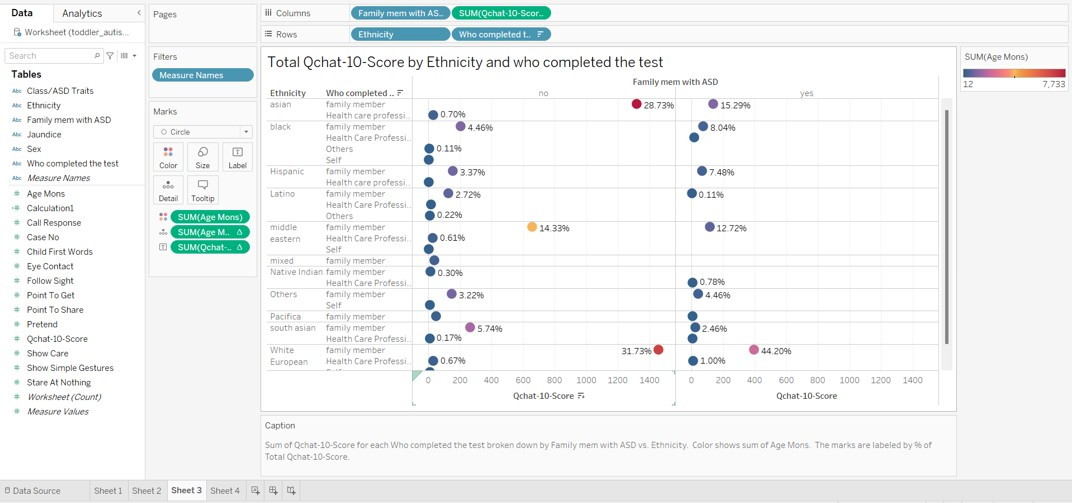 Data
Analytics
Worksheet (toddler_autis...
Search
Tables
Abc Class/ASD Traits
Abc Ethnicity
Abc Family mem with ASD
Abc Jaundice
Abc Sex
Abc Who completed the test
Abc Measure Names
Age Mons
Calculation1
Call Response
Case No
Child First Words
Eye Contact
Follow Sight
Point To Get
Point To Share
Pretend
Qchat-10-Score
Show Care
Show Simple Gestures
Stare At Nothing
Worksheet (Count)
Measure Values
Pages
Filters
Measure Names
Marks
Circle
Color
Size
Label
Detail
Tooltip
SUM(Age Mons)
SUM(Age M..
SUM(Qchat-..
Columns
Family mem with AS..
SUM(Qchat-10-Scor..
Rows
Ethnicity
Who completed t..
Total Qchat-10-Score by Ethnicity and who completed the test
Family mem with ASD
Ethnicity
Who completed ..
no
yes
asian
family member
28.73%
15.29%
Health care professi..
0.70%
black
family member
4.46%
8.04%
Health Care Professi..
Others
0.11%
Self
Hispanic
family member
3.37%
7.48%
Health care professi..
Latino
family member
2.72%
0.11%
Health Care Professi..
Others
0.22%
middle eastern
family member
14.33%
12.72%
Health Care Professi..
0.61%
Self
mixed
family member
Native Indian
family member
0.30%
Health Care Professi..
0.78%
Others
family member
3.22%
4.46%
Self
Pacifica
family member
south asian
family member
5.74%
2.46%
Health Care Professi..
0.17%
White European
family member
31.73%
44.20%
Health Care Professi..
0.67%
1.00%
0 200 400 600 800 1000 1200 1400
0 200 400 600 800 1000 1200 1400
Qchat-10-Score
Qchat-10-Score
SUM(Age Mons)
12
7,733
Caption
Sum of Qchat-10-Score for each Who completed the test broken down by Family mem with ASD vs. Ethnicity. Color shows sum of Age Mons. The marks are labeled by % of
Total Qchat-10-Score.
Data Source
Sheet 1
Sheet 2
Sheet 3
Sheet 4